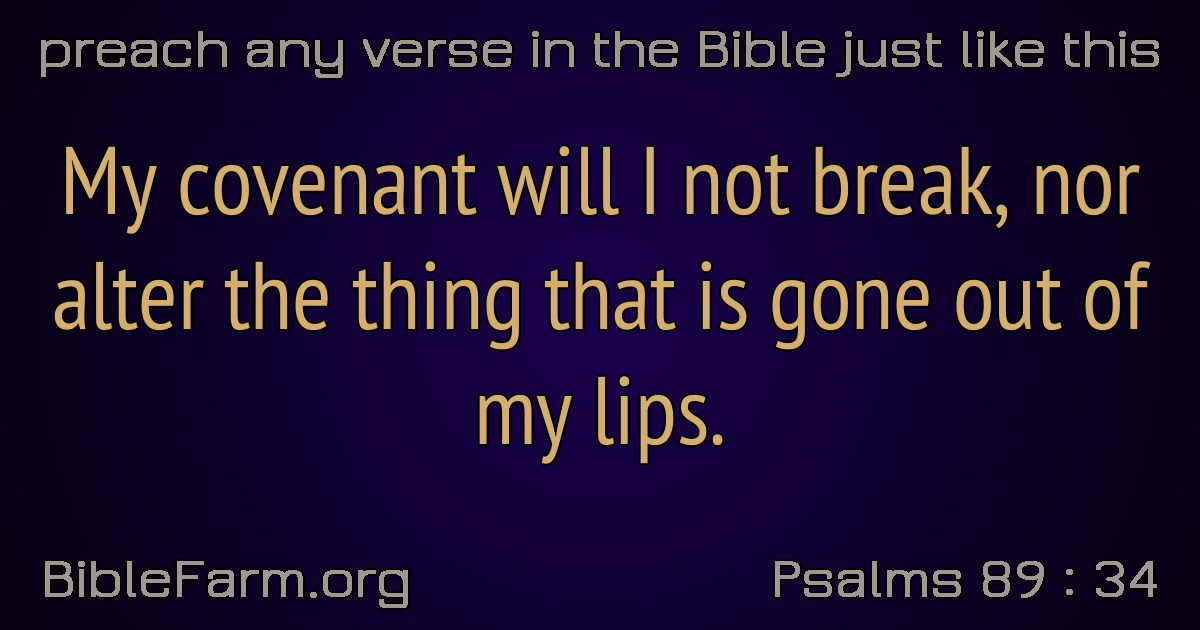 preach any verse in the Bible just like this
My covenant will I not break, nor
alter the thing that is gone out of
my lips.
BibleFarm.org
Psalms 89 : 34